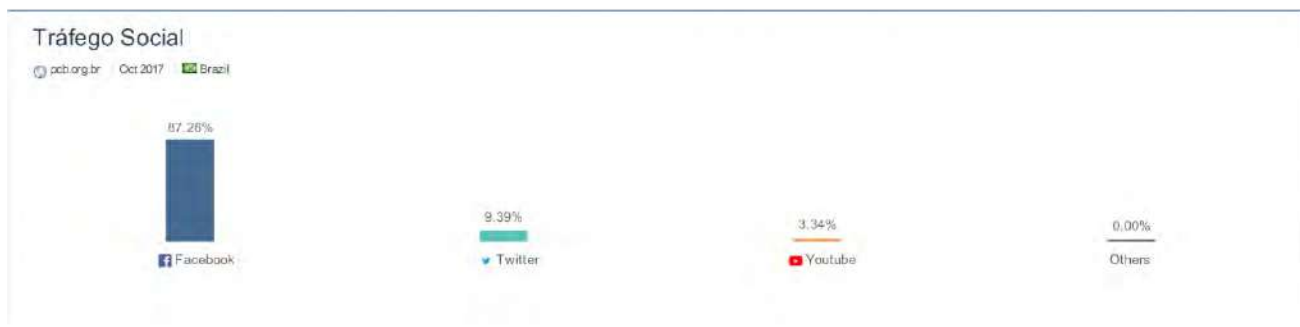 Tráfego Social
pcb.org.br Oct 2017 Brazil
87.26%
9.39%
3.34%
0.00%
Facebook
Twitter
Youtube
Others